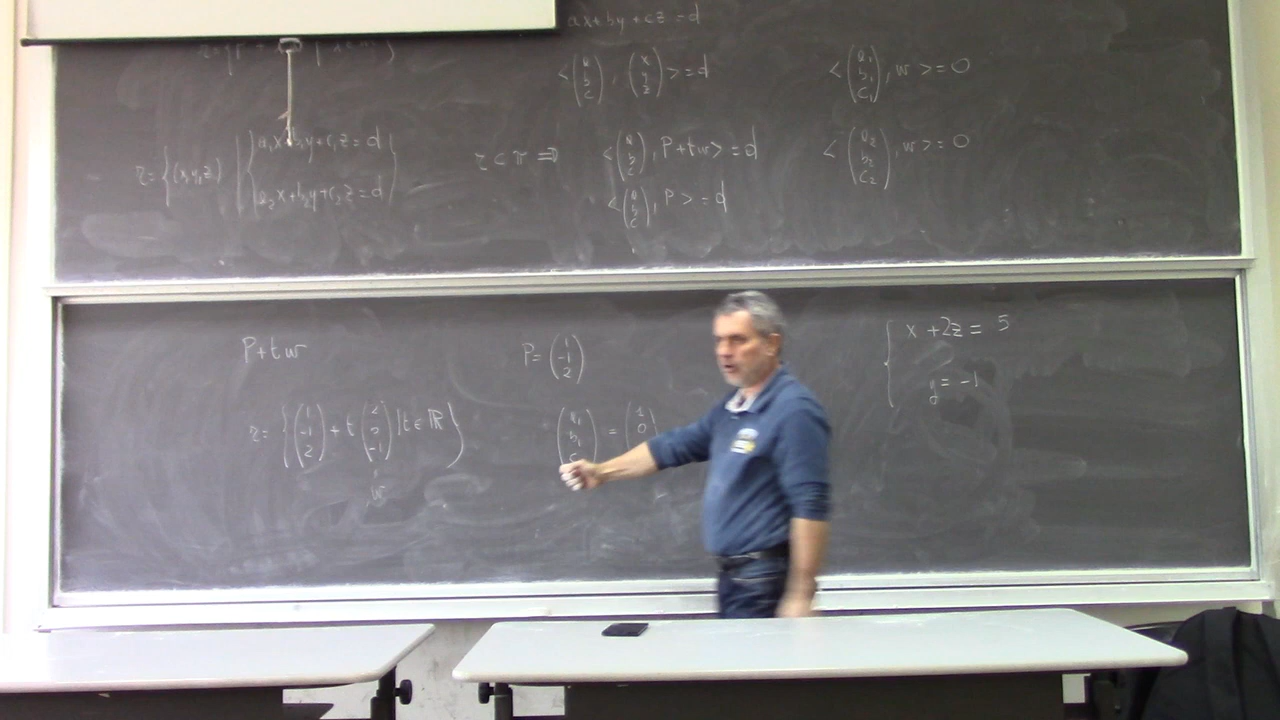 ax+by+cz=d
r={P+
<(a b c), (x y z)>=d
<(a₁ b₁ c₁), w>=0
r={(x,y,z) | {a₁x+b₁y+c₁z=d
a₂x+b₂y+c₂z=d}
r⊂π ⇒ <(a b c), P+tw>=d
<(a₂ b₂ c₂), w>=0
<(a b c), P>=d
P+tw
P=(1 -1 2)
{x+2z=5
y=-1
r={(1 -1 2)+t(2 0 -1)|t∈ℝ}
(a₁ b₁ c₁)=(1 0
w